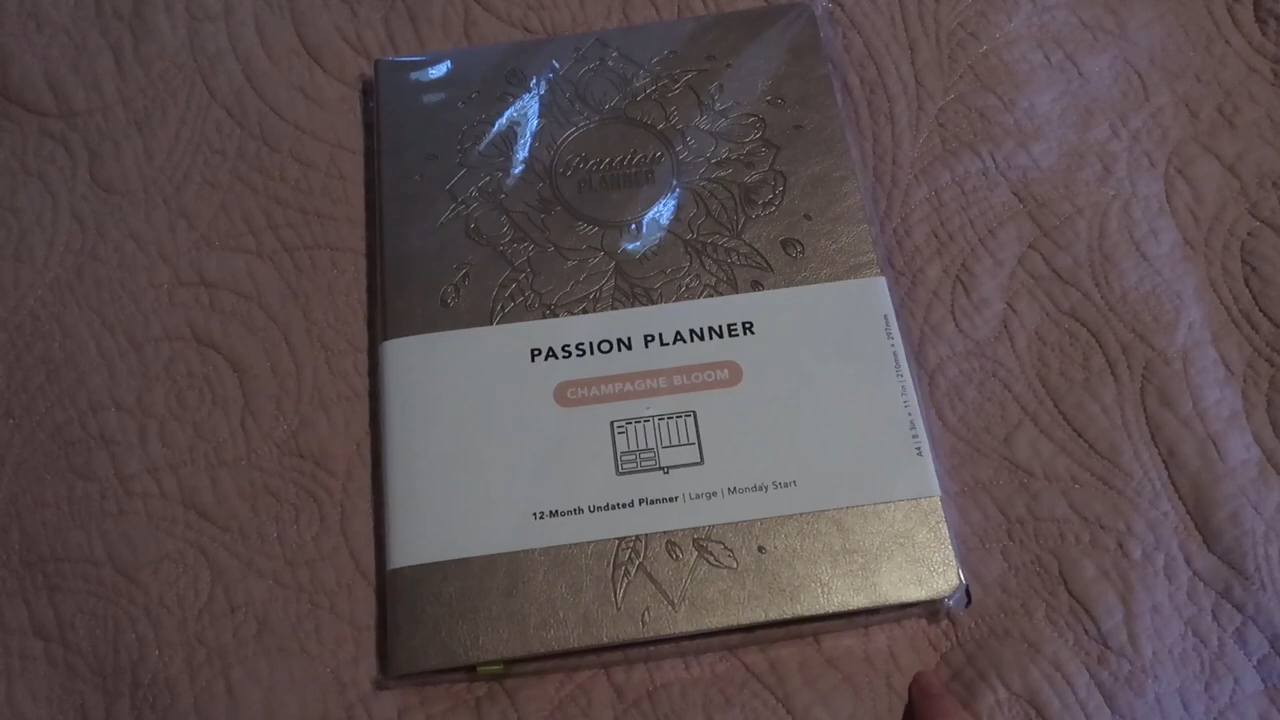 Passion
PLANNER
PASSION PLANNER
CHAMPAGNE BLOOM
12-Month Undated Planner | Large | Monday Start
A4 | 8.3in × 11.7in | 210mm × 297mm